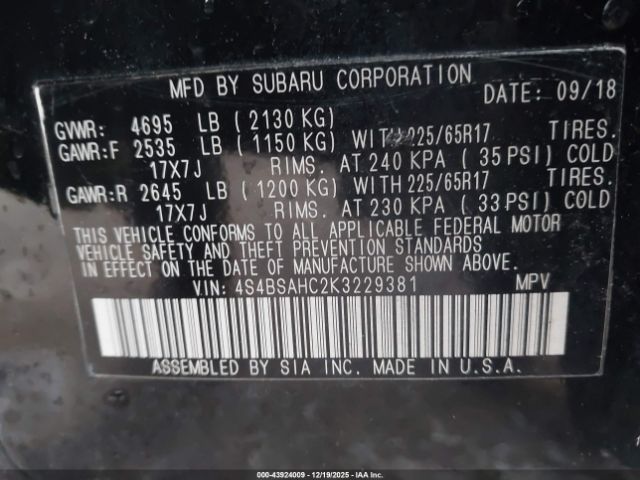 MFD BY SUBARU CORPORATION
DATE: 09/18
GVWR: 4695 LB ( 2130 KG)
GAWR:F 2535 LB ( 1150 KG) WITH 225/65R17 TIRES.
17X7J RIMS. AT 240 KPA ( 35 PSI) COLD
GAWR:R 2645 LB ( 1200 KG) WITH 225/65R17 TIRES.
17X7J RIMS. AT 230 KPA ( 33 PSI) COLD
THIS VEHICLE CONFORMS TO ALL APPLICABLE FEDERAL MOTOR
VEHICLE SAFETY AND THEFT PREVENTION STANDARDS
IN EFFECT ON THE DATE OF MANUFACTURE SHOWN ABOVE.
VIN: 4S4BSAHC2K3229381 MPV
ASSEMBLED BY SIA INC. MADE IN U.S.A.
000-43924009 - 12/19/2025 - IAA Inc.